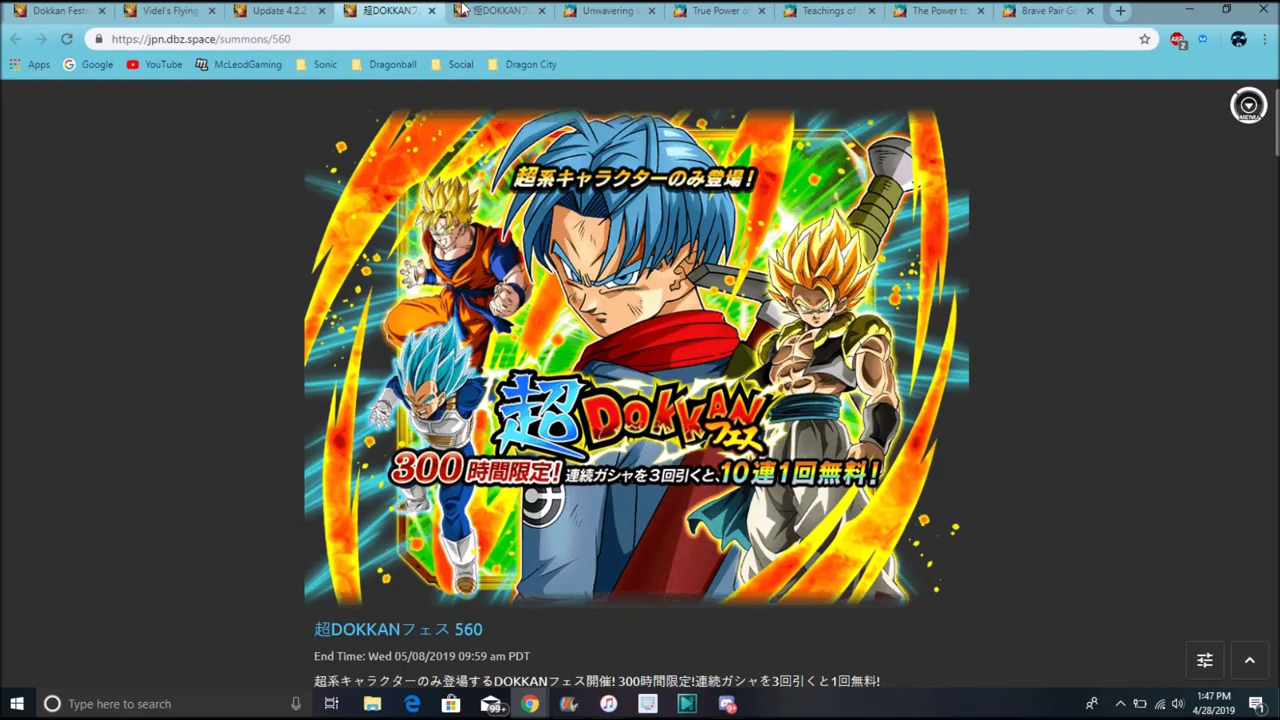 Dokkan Festi
Videl's Flying
Update 4.2.2
超DOKKANフ
極DOKKANフ
Unwavering
True Power o
Teachings of
The Power to
Brave Pair Go
https://jpn.dbz.space/summons/560
2
Apps
Google
YouTube
McLeodGaming
Sonic
Dragonball
Social
Dragon City
MENU
超系キャラクターのみ登場!
超DOKKANフェス
300時間限定!連続ガシャを3回引くと、10連1回無料!
超DOKKANフェス 560
End Time: Wed 05/08/2019 09:59 am PDT
超系キャラクターのみ登場するDOKKANフェス開催! 300時間限定!連続ガシャを3回引くと1回無料!
Type here to search
99+
1:47 PM
4/28/2019
1